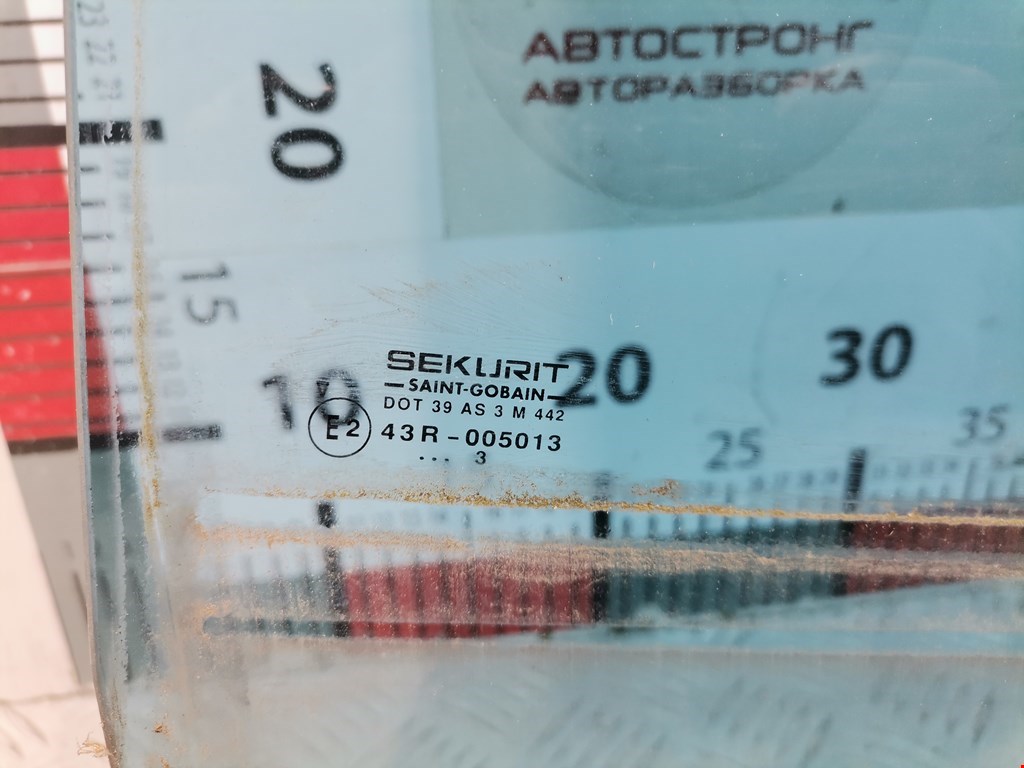 АВТОСТРОНГ
АВТОРАЗБОРКА
20
15
10
SEKURIT
SAINT-GOBAIN
DOT 39 AS 3 M 442
E2
43R-005013
... 3
20
30
25
35